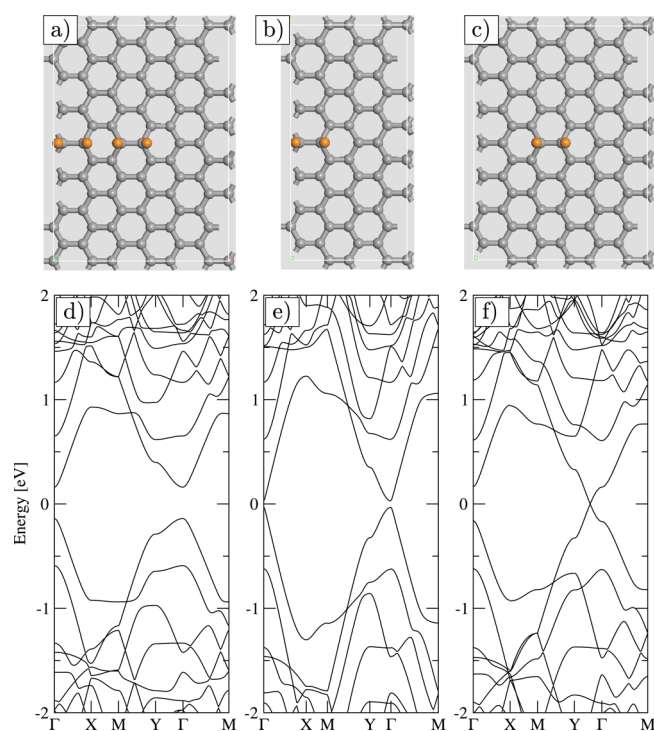 a)
b)
c)
d)
e)
f)
Energy [eV]
2
1
0
-1
-2
Γ X M Y Γ M
Γ X M Y Γ M
Γ X M Y Γ M